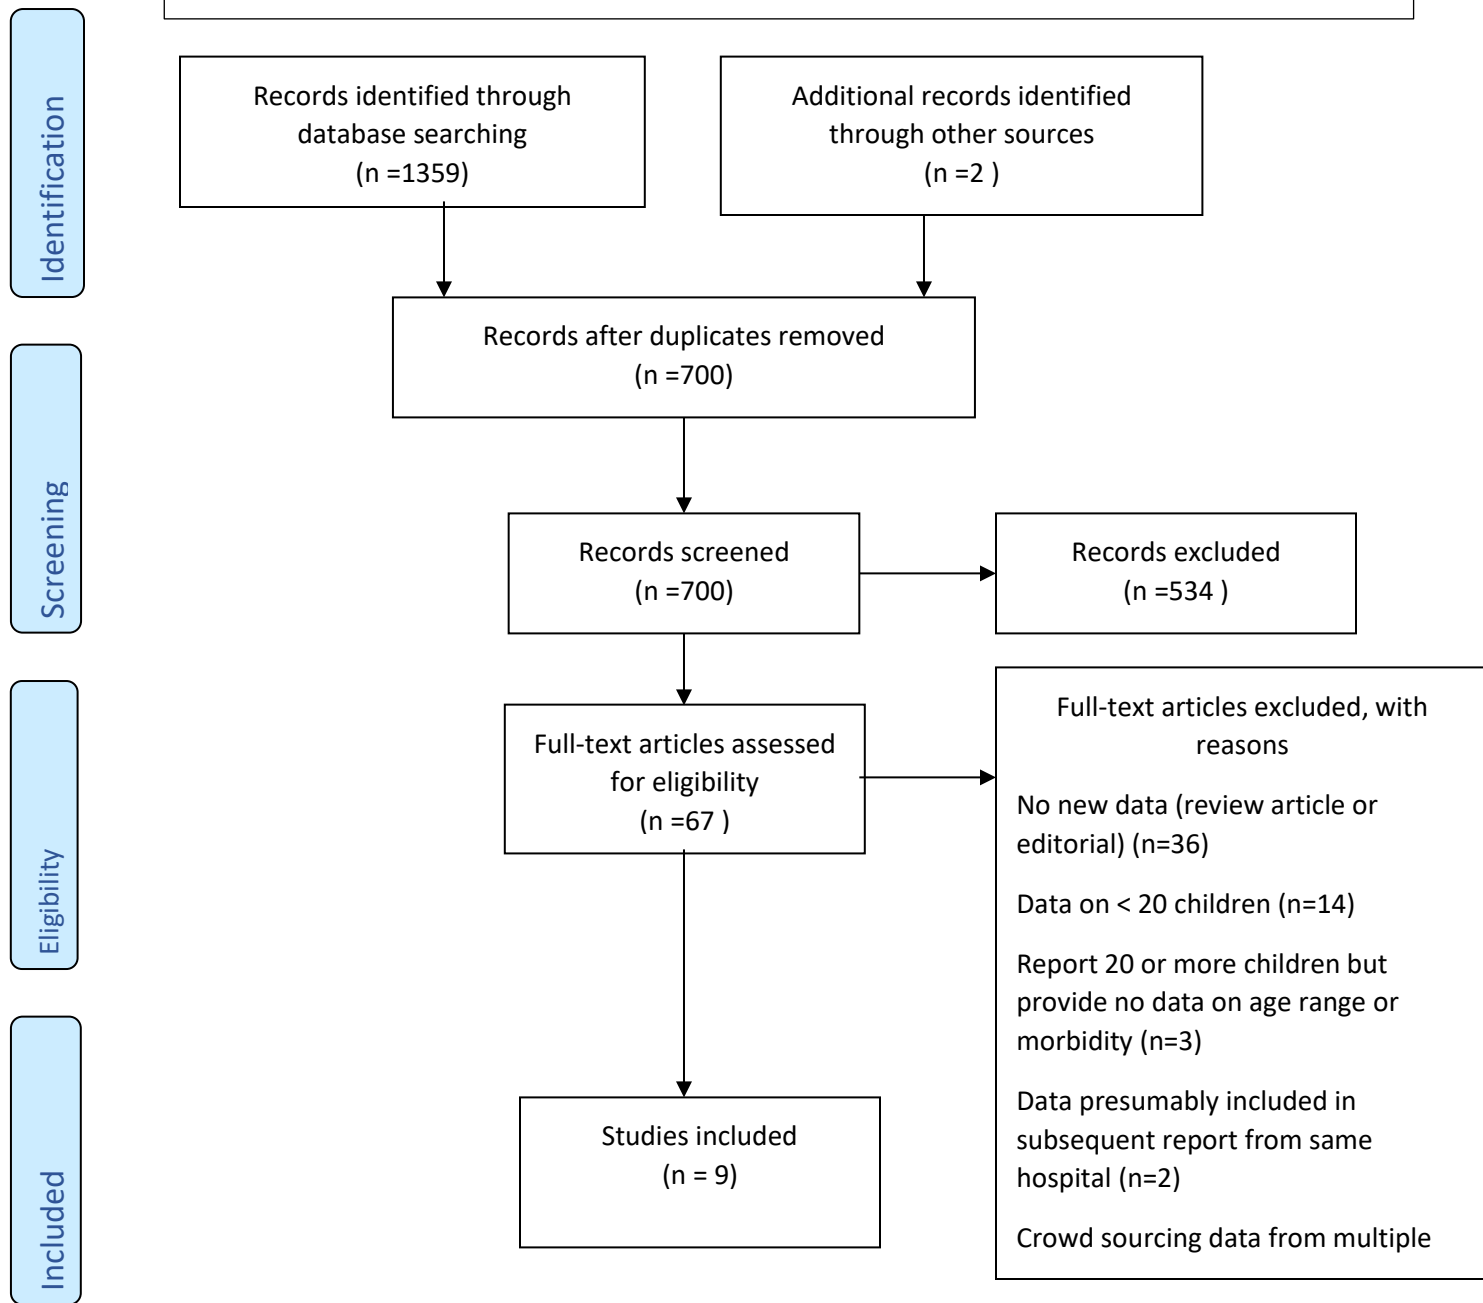 Identification
Records identified through
database searching
(n =1359)
Additional records identified
through other sources
(n =2 )
Records after duplicates removed
(n =700)
Screening
Records screened
(n =700)
Records excluded
(n =534 )
Eligibility
Full-text articles assessed
for eligibility
(n =67 )
Full-text articles excluded, with
reasons
No new data (review article or
editorial) (n=36)
Data on < 20 children (n=14)
Report 20 or more children but
provide no data on age range or
morbidity (n=3)
Data presumably included in
subsequent report from same
hospital (n=2)
Crowd sourcing data from multiple
Included
Studies included
(n = 9)